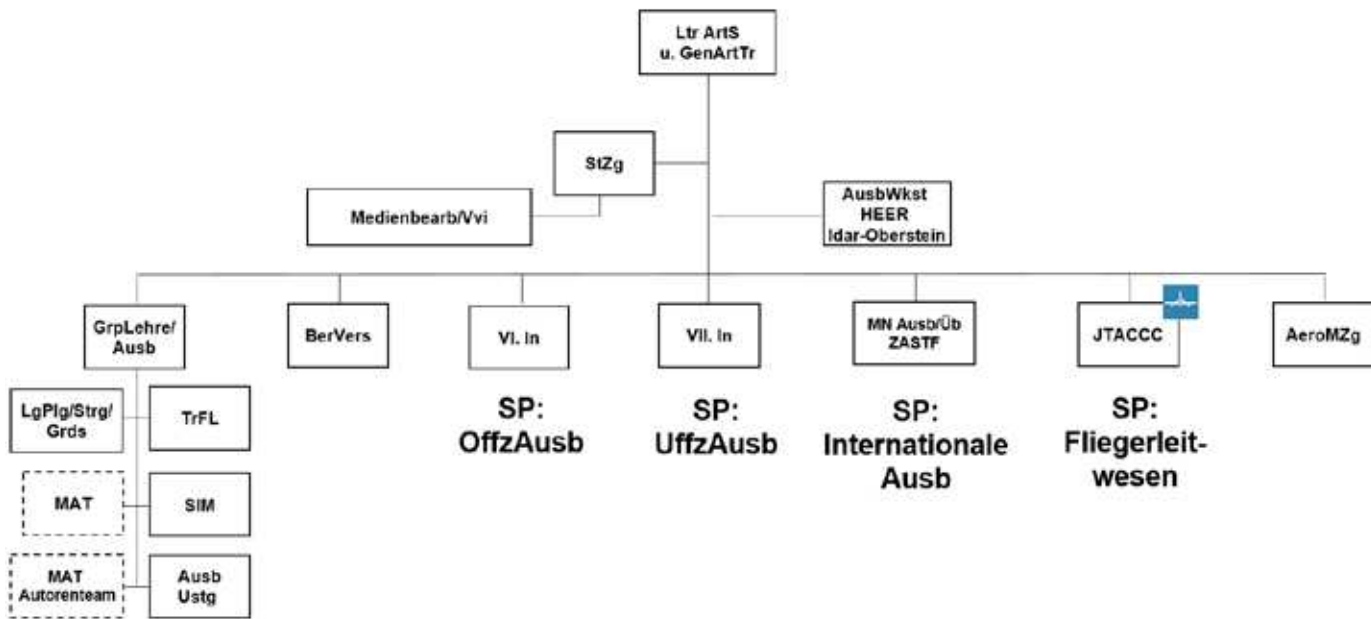 Ltr ArtS
u. GenArtTr
StZg
Medienbearb/Vvi
AusbWkst
HEER
Idar-Oberstein
GrpLehre/
Ausb
BerVers
VI. In
VII. In
MN Ausb/Üb
ZASTF
JTACCC
AeroMZg
SP:
OffzAusb
SP:
UffzAusb
SP:
Internationale
Ausb
SP:
Fliegerleit-
wesen
LgPlg/Strg/
Grds
TrFL
MAT
SIM
MAT
Autorenteam
Ausb
Ustg